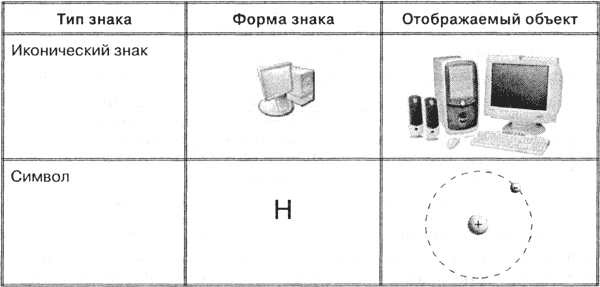 Тип знака Форма знака Отображаемый объект
Иконический знак
Символ
H
+
-